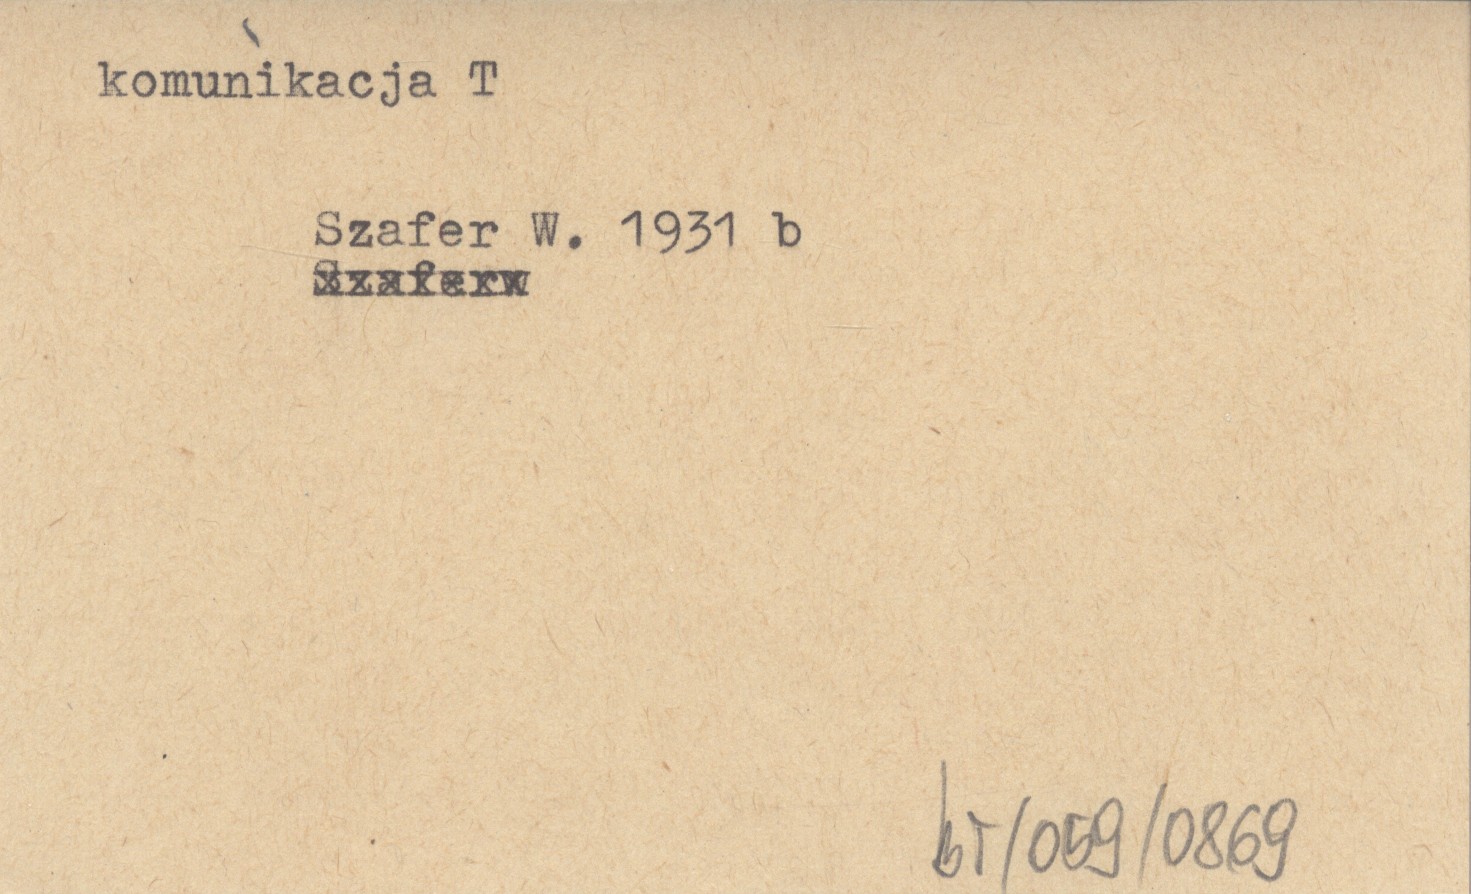 komunikacja T
Szafer W. 1931 b
Szaferw
bT/059/0869